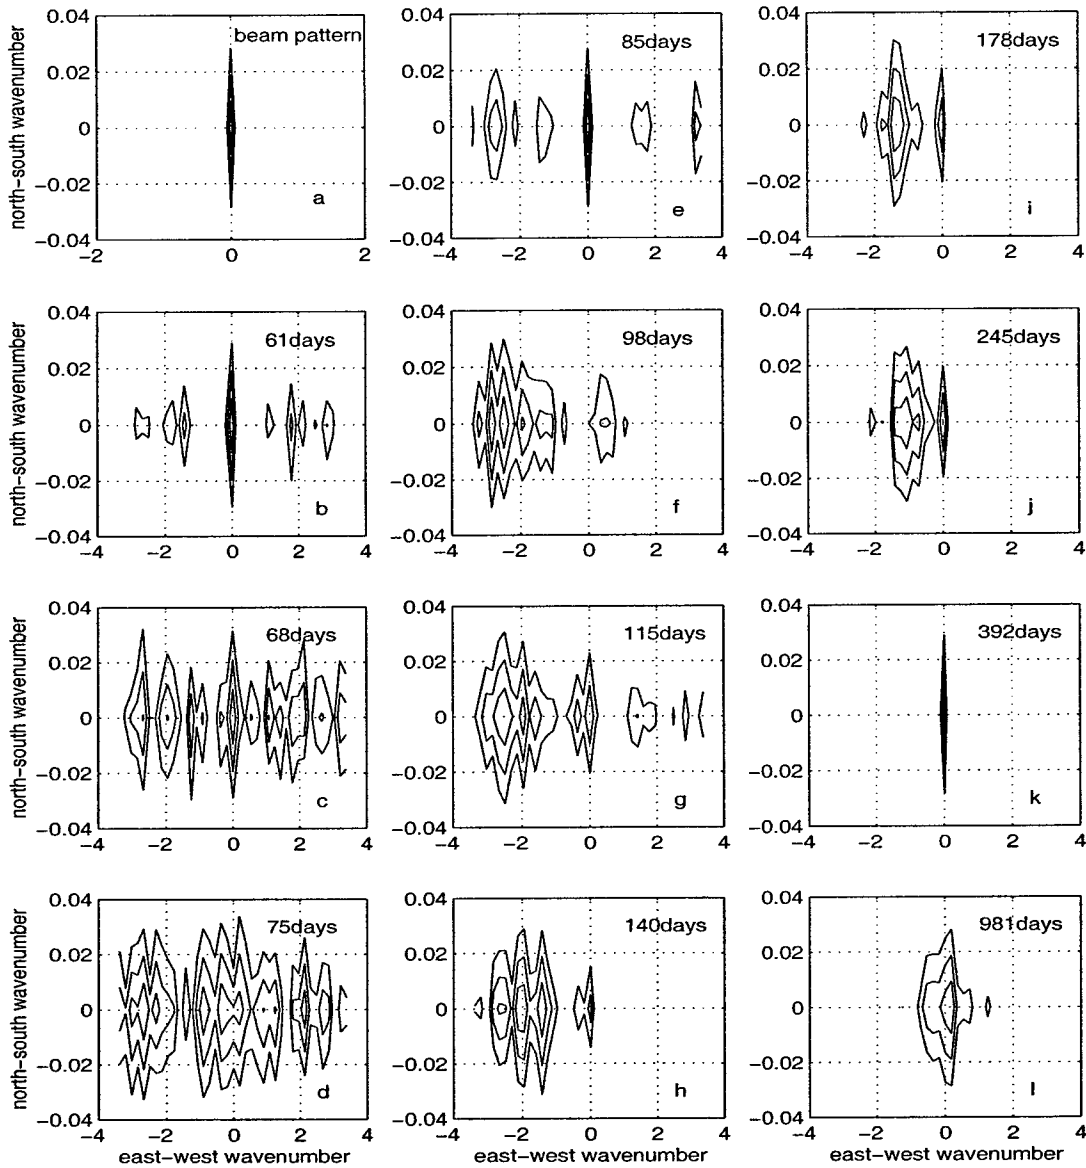 north−south wavenumber
0.04 0.04 0.04
beam pattern 85days 178days
0.02 0.02 0.02
0 0 0
−0.02 −0.02 −0.02
a e i
−0.04 −0.04 −0.04
−2 0 2 −4 −2 0 2 4 −4 −2 0 2 4
north−south wavenumber
0.04 0.04 0.04
61days 98days 245days
0.02 0.02 0.02
0 0 0
−0.02 −0.02 −0.02
b f j
−0.04 −0.04 −0.04
−4 −2 0 2 4 −4 −2 0 2 4 −4 −2 0 2 4
north−south wavenumber
0.04 0.04 0.04
68days 115days 392days
0.02 0.02 0.02
0 0 0
−0.02 −0.02 −0.02
c g k
−0.04 −0.04 −0.04
−4 −2 0 2 4 −4 −2 0 2 4 −4 −2 0 2 4
north−south wavenumber
0.04 0.04 0.04
75days 140days 981days
0.02 0.02 0.02
0 0 0
−0.02 −0.02 −0.02
d h l
−0.04 −0.04 −0.04
−4 −2 0 2 4 −4 −2 0 2 4 −4 −2 0 2 4
east−west wavenumber east−west wavenumber east−west wavenumber